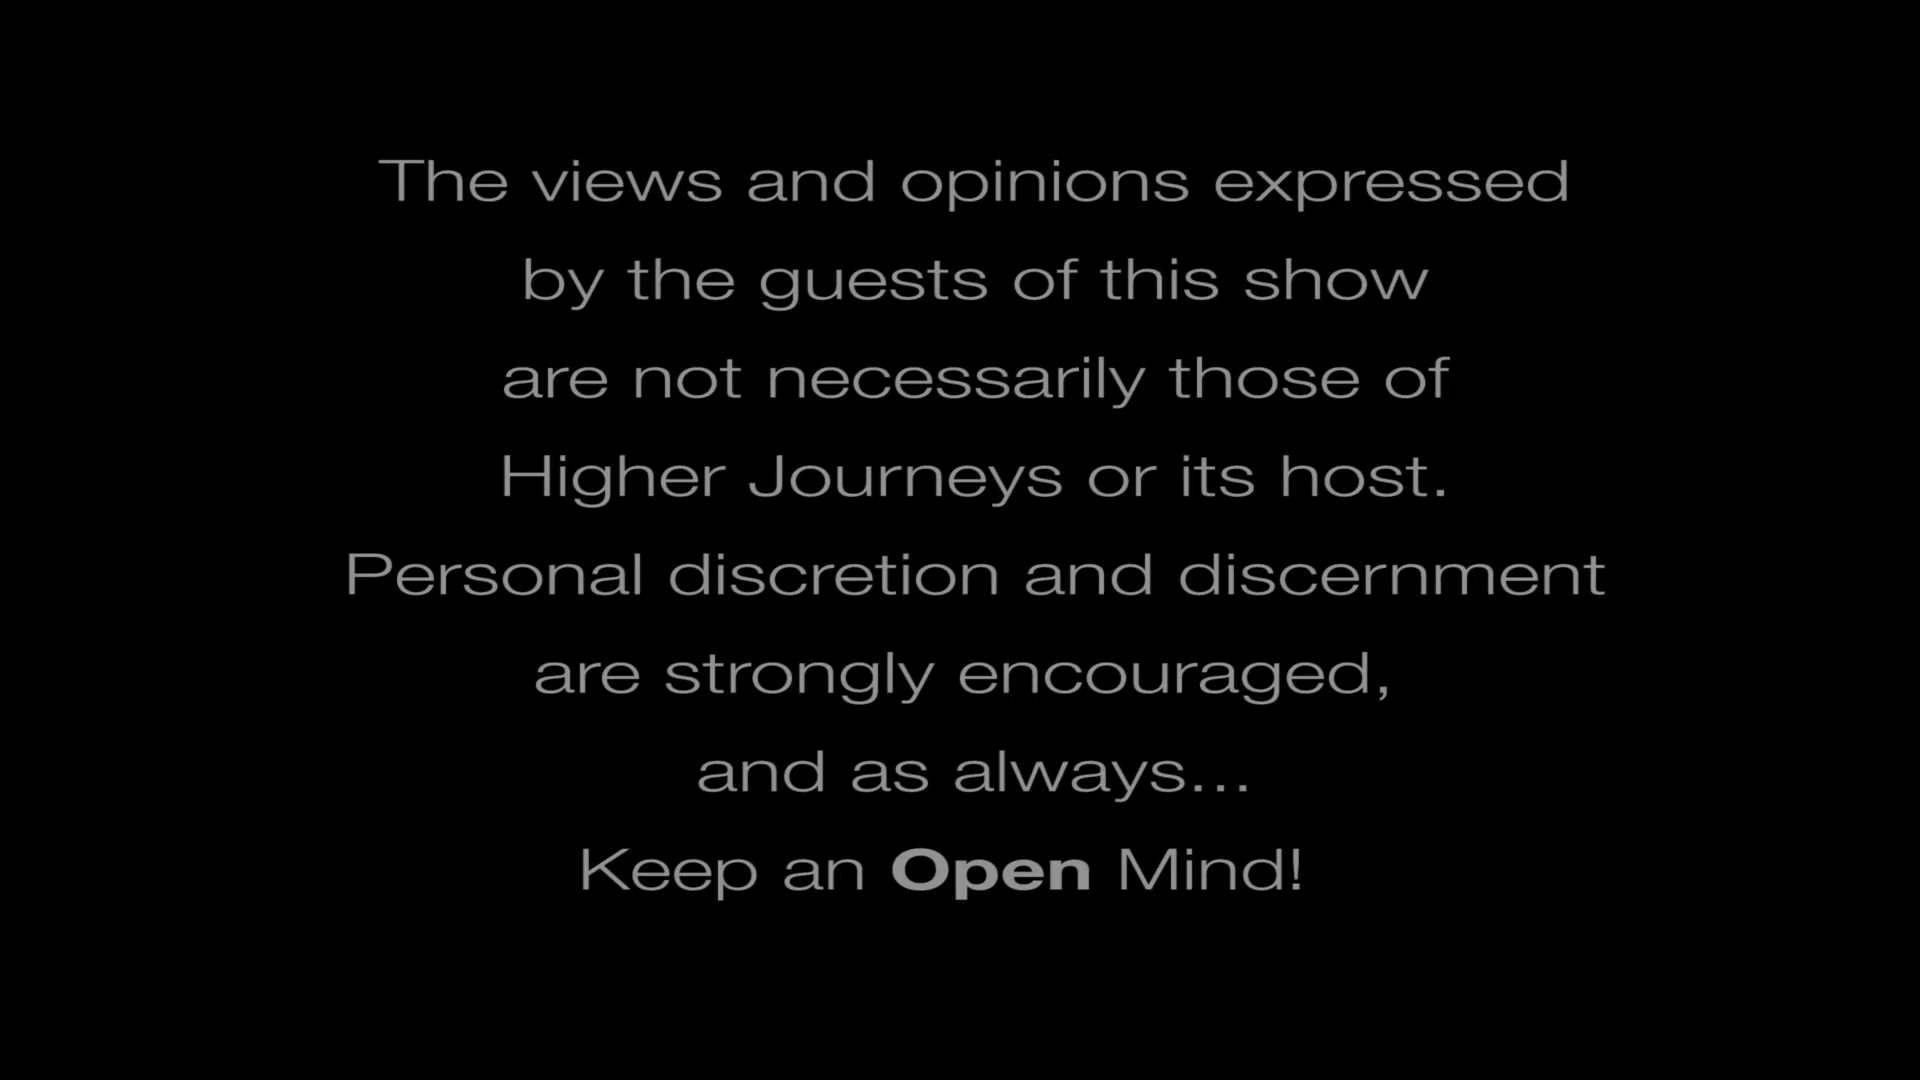 The views and opinions expressed
by the guests of this show
are not necessarily those of
Higher Journeys or its host.
Personal discretion and discernment
are strongly encouraged,
and as always...
Keep an Open Mind!